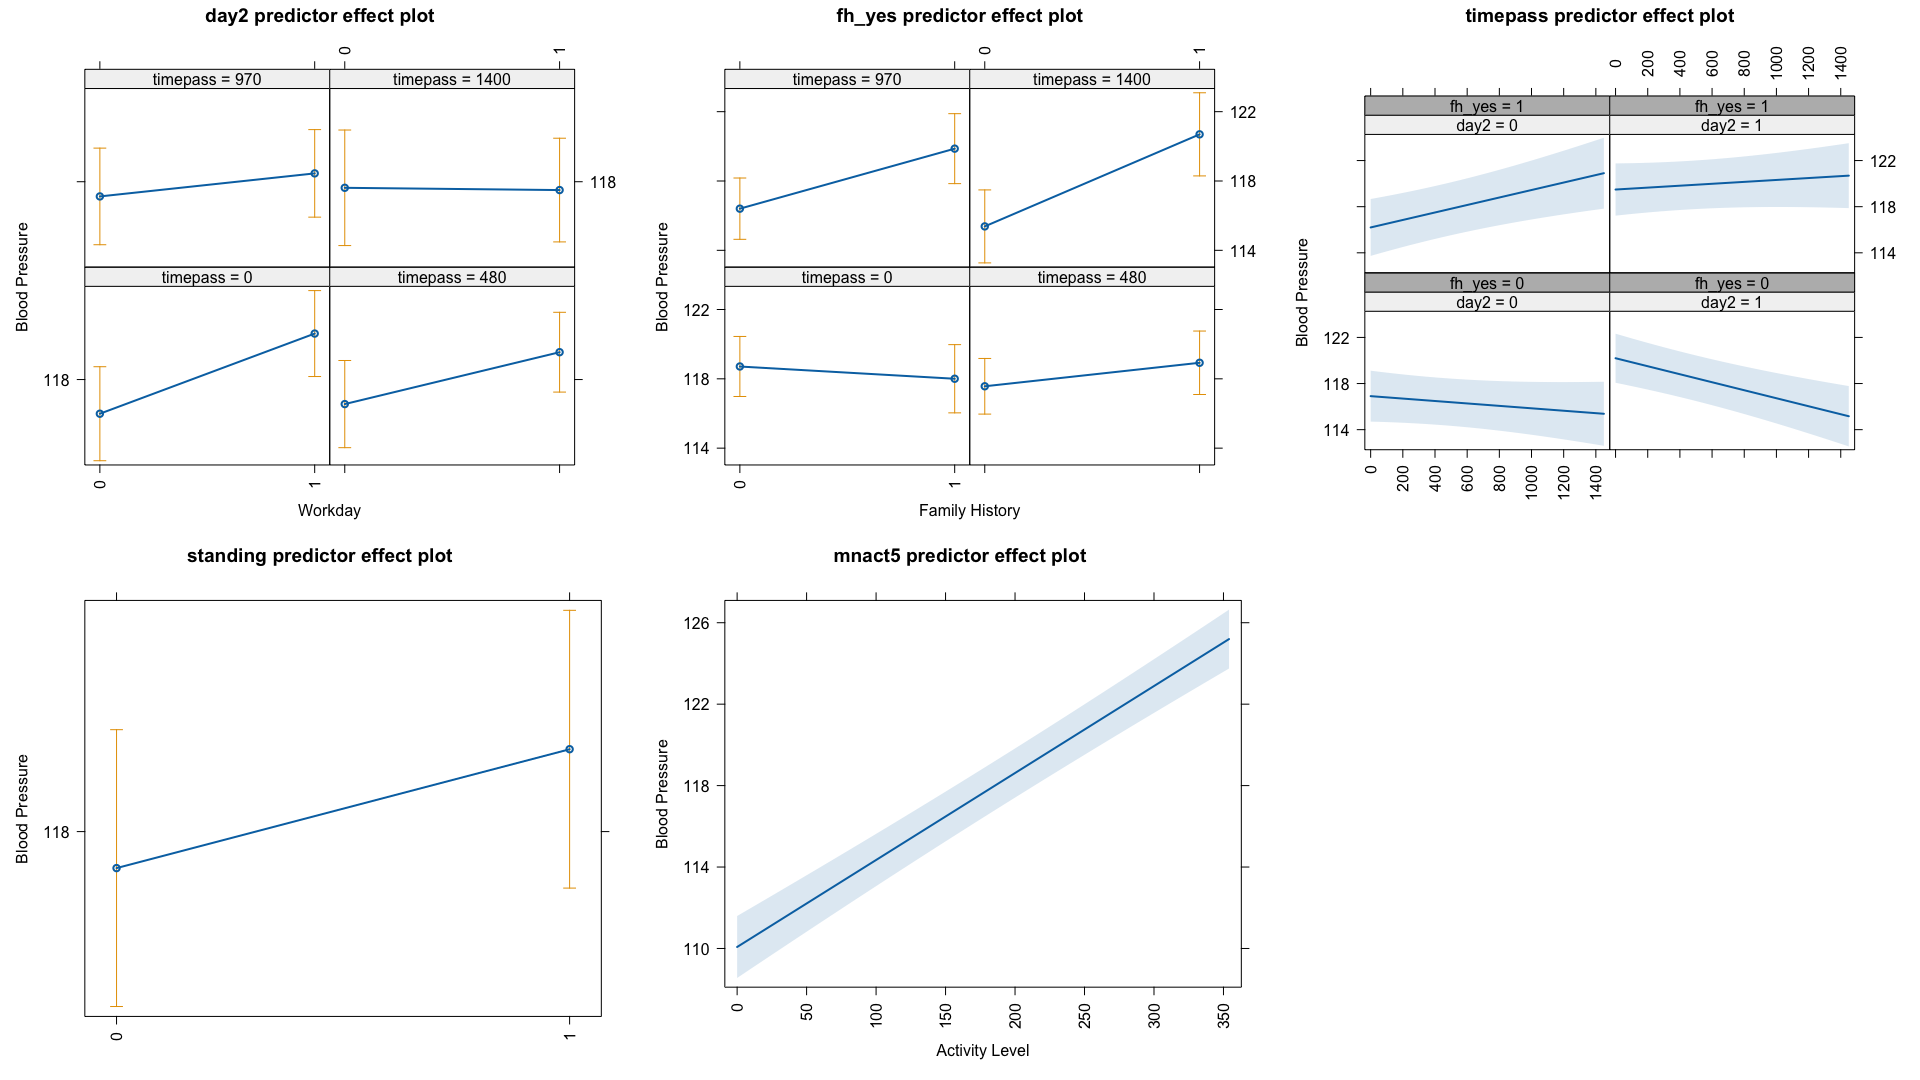 day2 predictor effect plot
0 1
timepass = 970 timepass = 1400
118
timepass = 0 timepass = 480
118
Blood Pressure
0 1
Workday
fh_yes predictor effect plot
0 1
timepass = 970 timepass = 1400
122
118
114
timepass = 0 timepass = 480
122
118
114
Blood Pressure
0 1
Family History
timepass predictor effect plot
0 200 400 600 800 1000 1200 1400
fh_yes = 1 fh_yes = 1
day2 = 0 day2 = 1
122
118
114
fh_yes = 0 fh_yes = 0
day2 = 0 day2 = 1
122
118
114
Blood Pressure
0 200 400 600 800 1000 1200 1400
standing predictor effect plot
118
Blood Pressure
0 1
mnact5 predictor effect plot
126
122
118
114
110
Blood Pressure
0 50 100 150 200 250 300 350
Activity Level